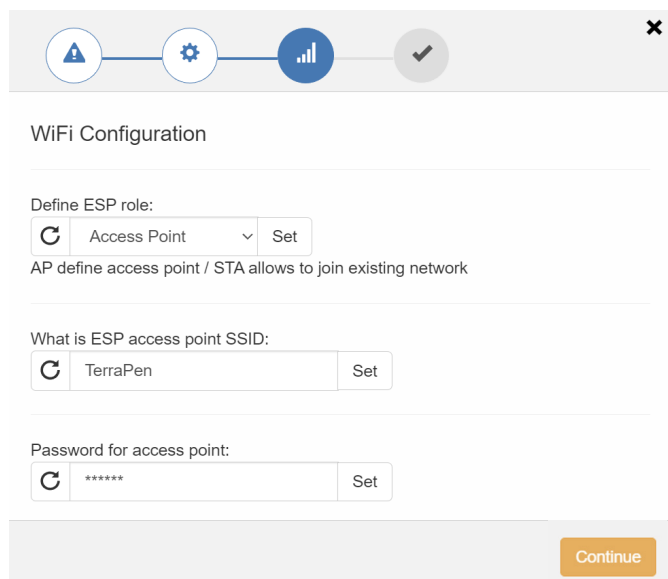 WiFi Configuration
Define ESP role:
Access Point Set
AP define access point / STA allows to join existing network
What is ESP access point SSID:
TerraPen Set
Password for access point:
****** Set
Continue